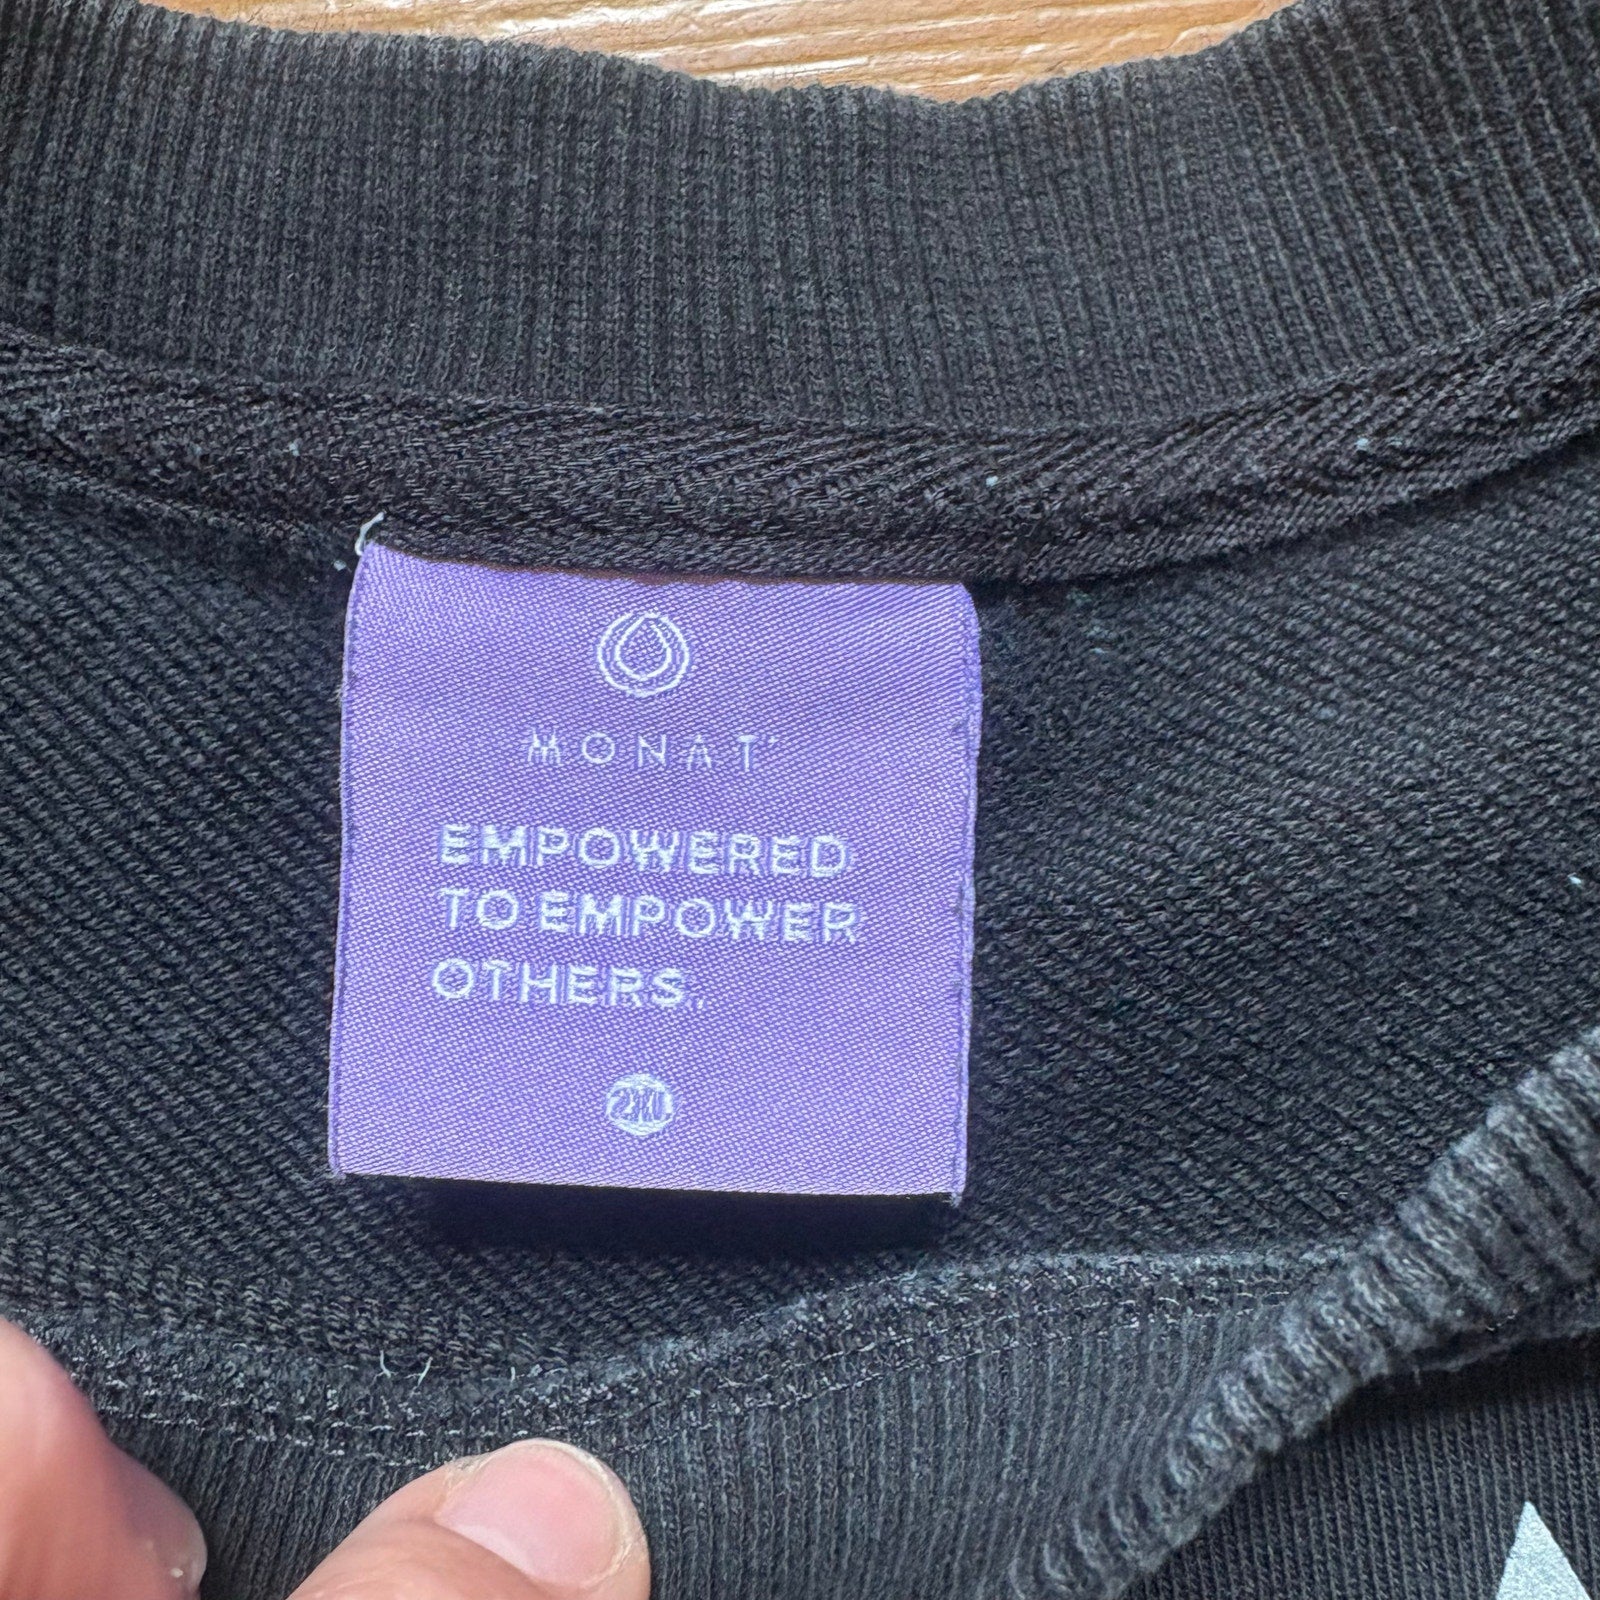 MONAT
EMPOWERED
TO EMPOWER
OTHERS.
2XL